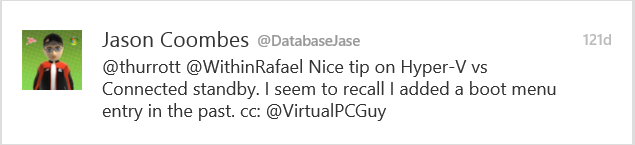 Jason Coombes @DatabaseJase 121d
@thurrott @WithinRafael Nice tip on Hyper-V vs
Connected standby. I seem to recall I added a boot menu
entry in the past. cc: @VirtualPCGuy